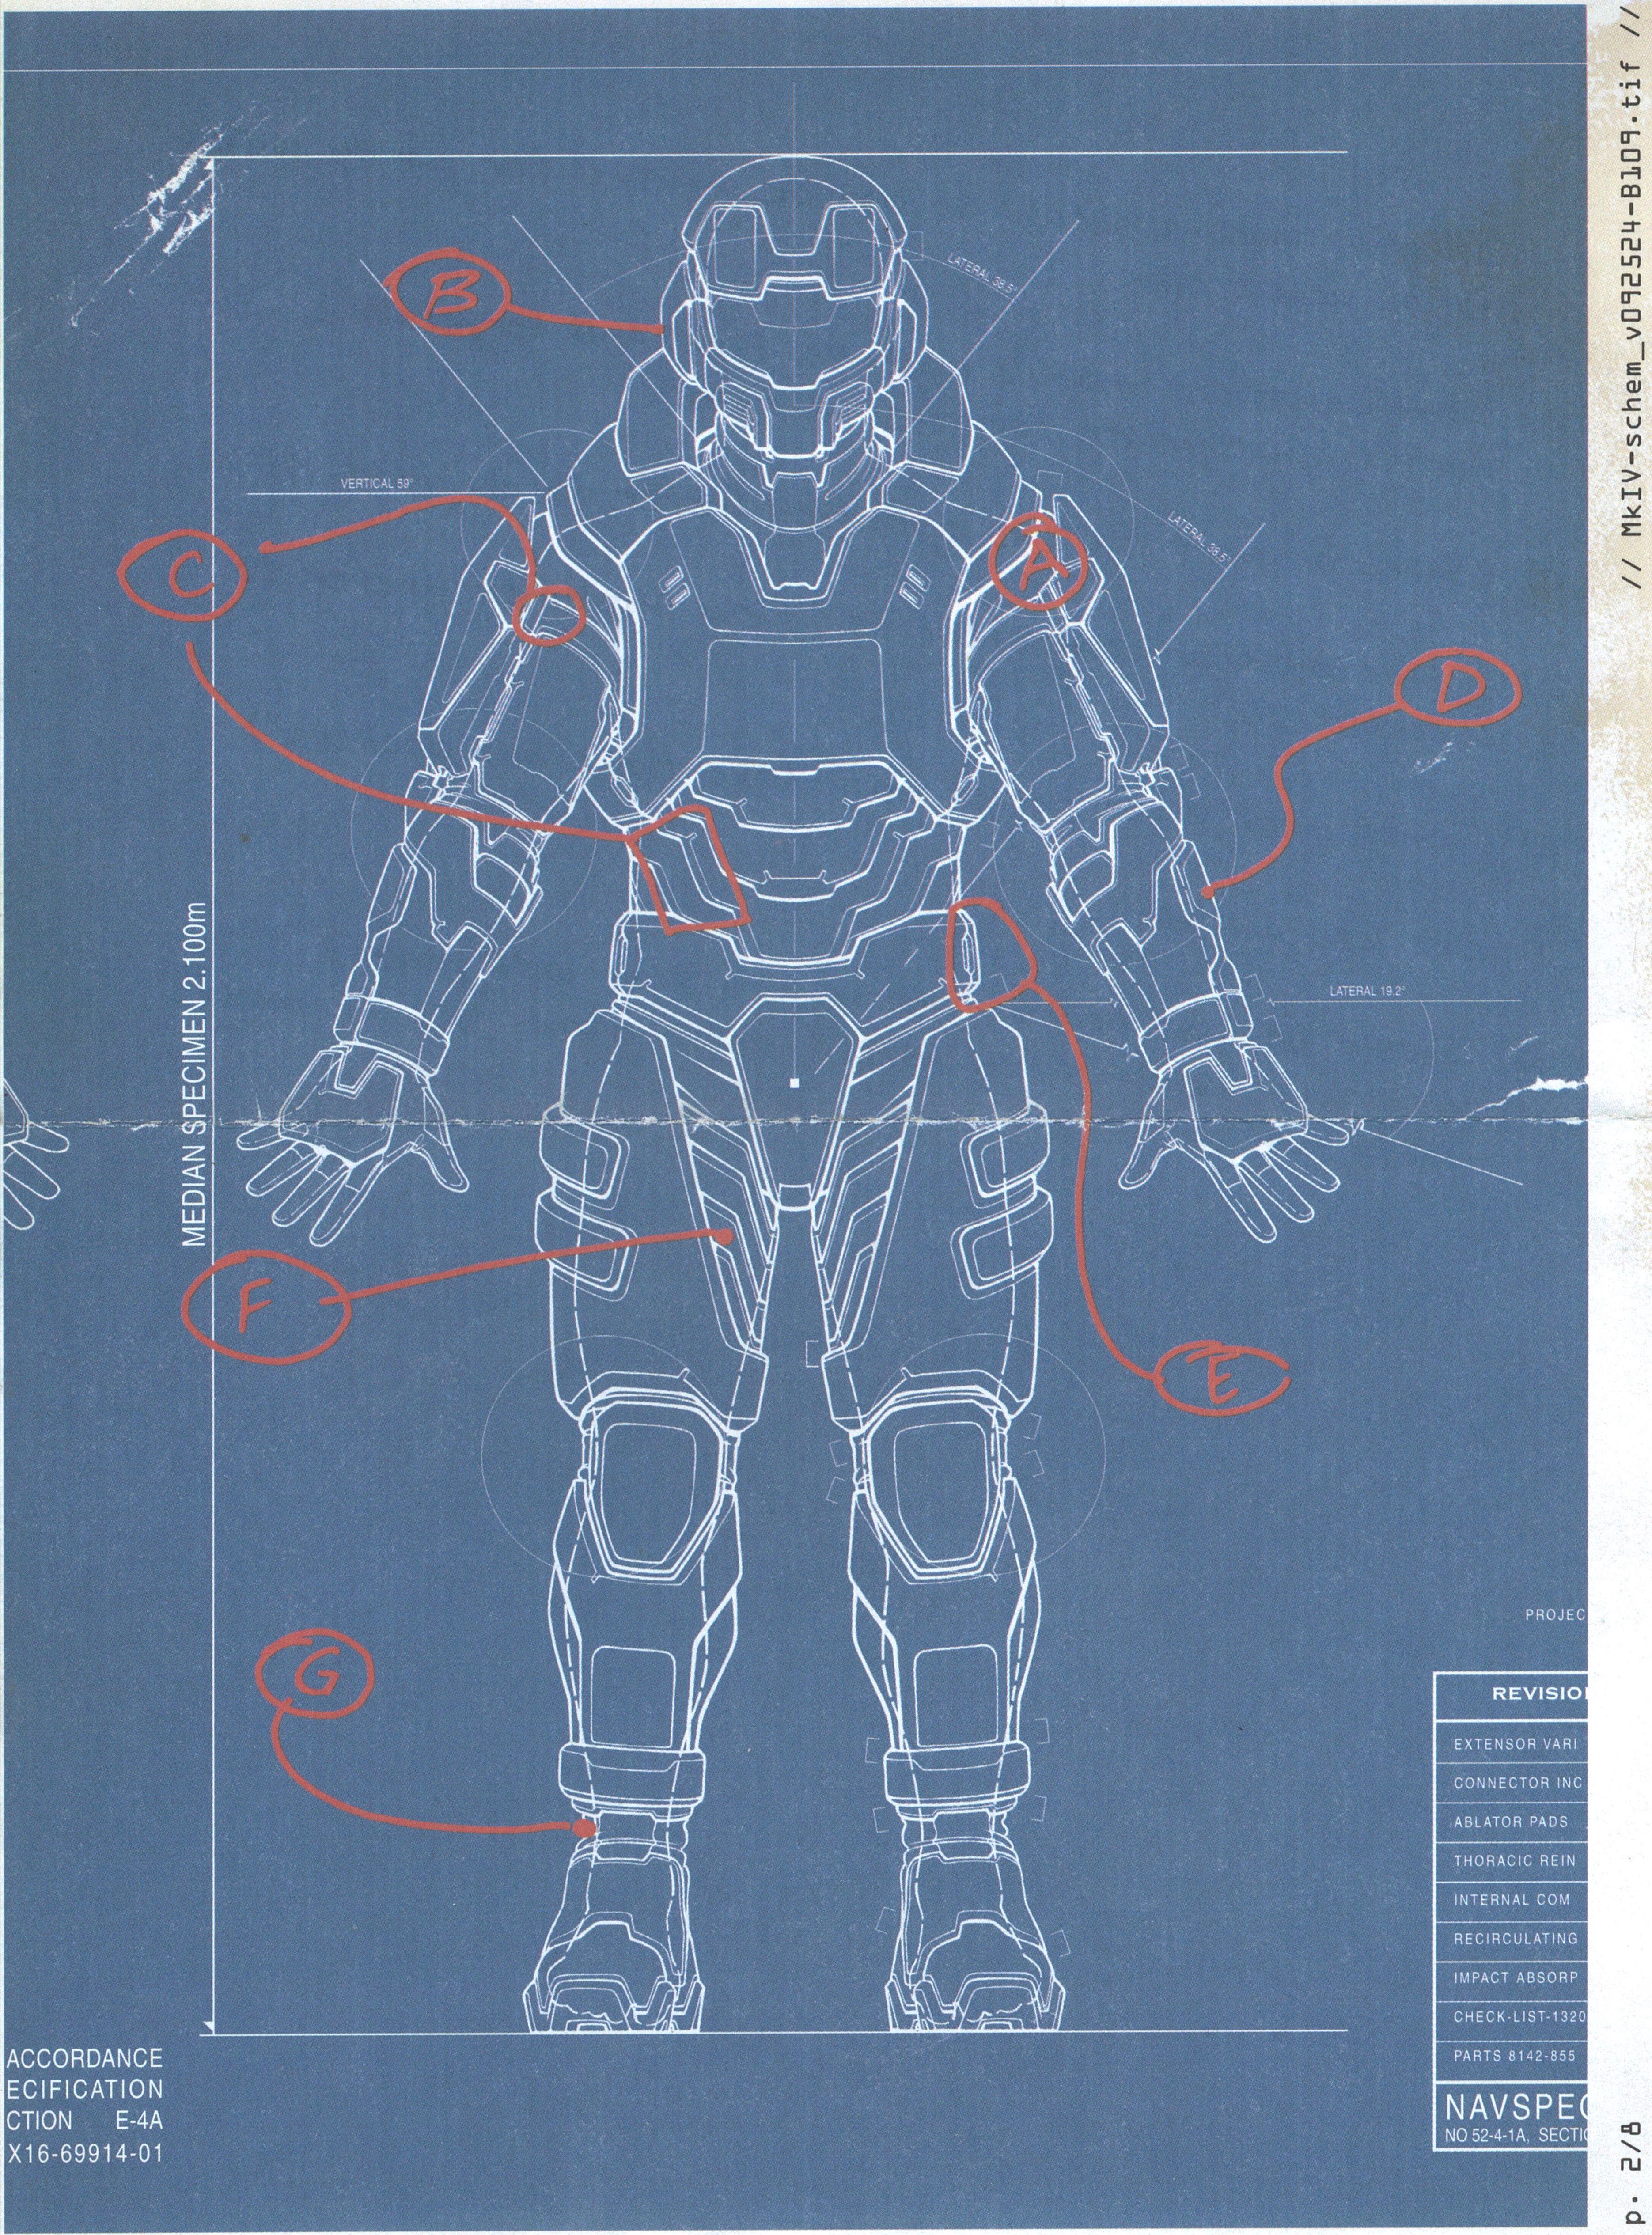 // MkIV-schem_v092524-B109.tif //
B
LATERAL 38.5°
VERTICAL 59°
C
A
LATERAL 38.5°
D
MEDIAN SPECIMEN 2.100m
LATERAL 19.2°
F
E
G
PROJEC
REVISIO
EXTENSOR VARI
CONNECTOR INC
ABLATOR PADS
THORACIC REIN
INTERNAL COM
RECIRCULATING
IMPACT ABSORP
CHECK-LIST-1320
PARTS 8142-855
NAVSPEC
NO 52-4-1A, SECTIO
ACCORDANCE
ECIFICATION
CTION E-4A
X16-69914-01
p. 2/8